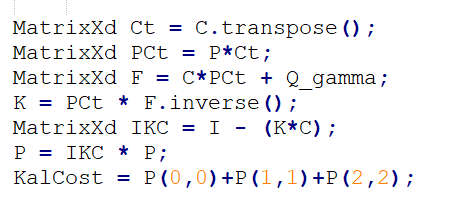 MatrixXd Ct = C.transpose();
MatrixXd PCt = P*Ct;
MatrixXd F = C*PCt + Q_gamma;
K = PCt * F.inverse();
MatrixXd IKC = I - (K*C);
P = IKC * P;
KalCost = P(0,0)+P(1,1)+P(2,2);